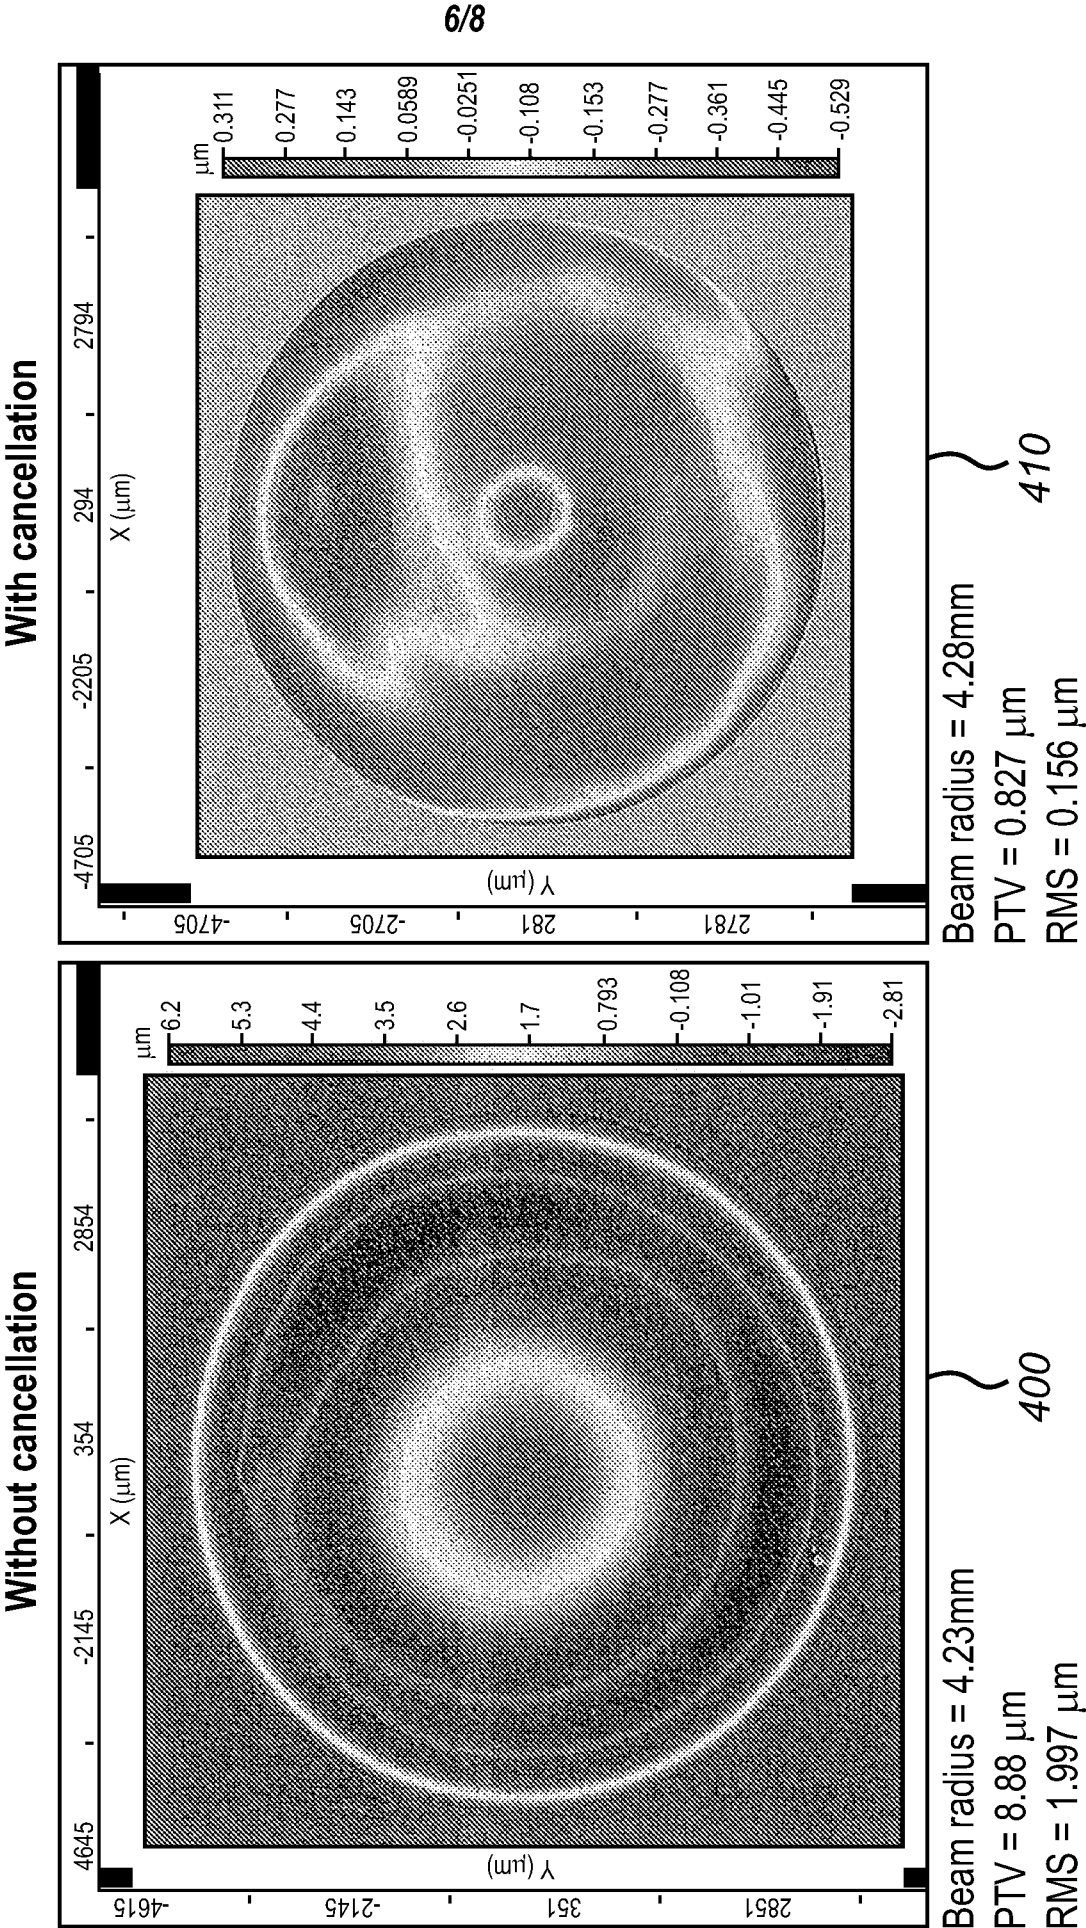 6/8
Without cancellation
4645
-2145
354
2854
X (µm)
-4615
-2145
351
2851
Y (µm)
µm
6.2
5.3
4.4
3.5
2.6
1.7
0.793
-0.108
-1.01
-1.91
-2.81
Beam radius = 4.23mm
PTV = 8.88 µm
RMS = 1.997 µm
400
With cancellation
-4705
-2205
294
2794
X (µm)
-4705
-2705
281
2781
Y (µm)
µm
0.311
0.277
0.143
0.0589
-0.0251
-0.108
-0.153
-0.277
-0.361
-0.445
-0.529
Beam radius = 4.28mm
PTV = 0.827 µm
RMS = 0.156 µm
410